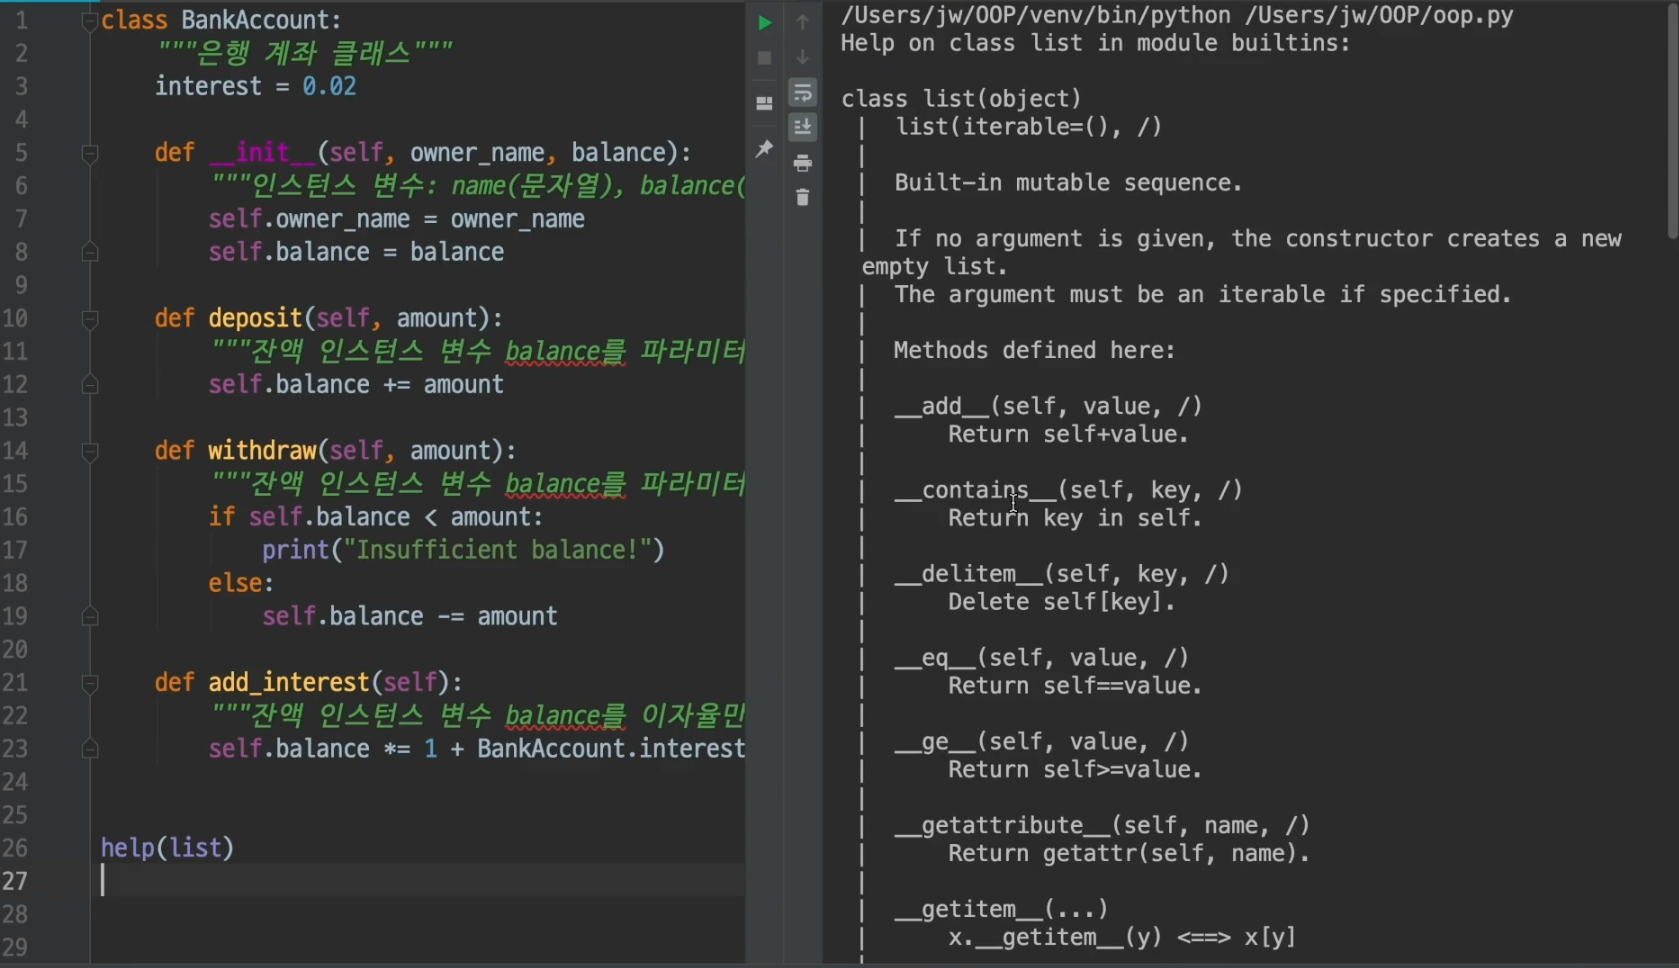 1 class BankAccount:
2 """은행 계좌 클래스"""
3 interest = 0.02
4
5 def __init__(self, owner_name, balance):
6 """인스턴스 변수: name(문자열), balance(
7 self.owner_name = owner_name
8 self.balance = balance
9
10 def deposit(self, amount):
11 """잔액 인스턴스 변수 balance를 파라미터
12 self.balance += amount
13
14 def withdraw(self, amount):
15 """잔액 인스턴스 변수 balance를 파라미터
16 if self.balance < amount:
17 print("Insufficient balance!")
18 else:
19 self.balance -= amount
20
21 def add_interest(self):
22 """잔액 인스턴스 변수 balance를 이자율만
23 self.balance *= 1 + BankAccount.interest
24
25
26 help(list)
27
28
29
/Users/jw/OOP/venv/bin/python /Users/jw/OOP/oop.py
Help on class list in module builtins:
class list(object)
| list(iterable=(), /)
|
| Built-in mutable sequence.
|
| If no argument is given, the constructor creates a new
empty list.
| The argument must be an iterable if specified.
|
| Methods defined here:
|
| __add__(self, value, /)
| Return self+value.
|
| __contains__(self, key, /)
| Return key in self.
|
| __delitem__(self, key, /)
| Delete self[key].
|
| __eq__(self, value, /)
| Return self==value.
|
| __ge__(self, value, /)
| Return self>=value.
|
| __getattribute__(self, name, /)
| Return getattr(self, name).
|
| __getitem__(...)
| x.__getitem__(y) <==> x[y]